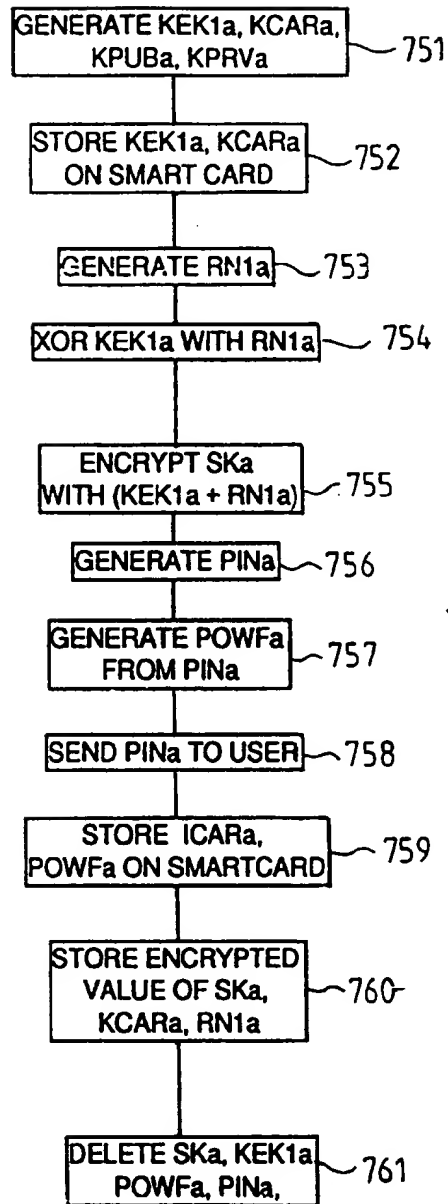 GENERATE KEK1a, KCARa,
KPUBa, KPRVa
751
STORE KEK1a, KCARa
ON SMART CARD
752
GENERATE RN1a
753
XOR KEK1a WITH RN1a
754
ENCRYPT SKa
WITH (KEK1a + RN1a)
755
GENERATE PINa
756
GENERATE POWFa
FROM PINa
757
SEND PINa TO USER
758
STORE ICARa,
POWFa ON SMARTCARD
759
STORE ENCRYPTED
VALUE OF SKa,
KCARa, RN1a
760
DELETE SKa, KEK1a
POWFa, PINa,
761